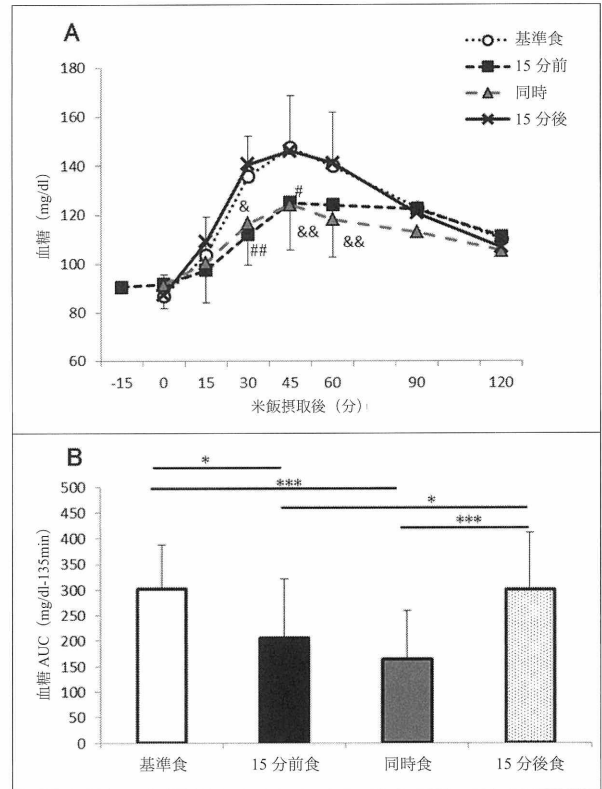 A
基準食
15 分前
同時
15 分後
180
160
140
120
100
80
60
血糖 (mg/dl)
& ## # && &&
-15 0 15 30 45 60 90 120
米飯摂取後（分）
B
* *** * ***
500
450
400
350
300
250
200
150
100
50
0
血糖 AUC (mg/dl-135min)
基準食 15 分前食 同時食 15 分後食